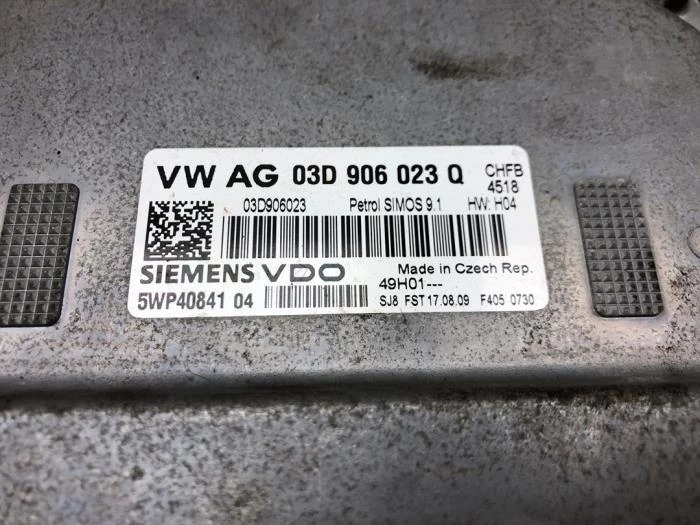 VW AG 03D 906 023 Q CHFB
4518
03D906023 Petrol SIMOS 9.1 HW: H04
SIEMENS VDO Made in Czech Rep.
49H01---
5WP40841 04 SJ8 FST 17.08.09 F405 0730